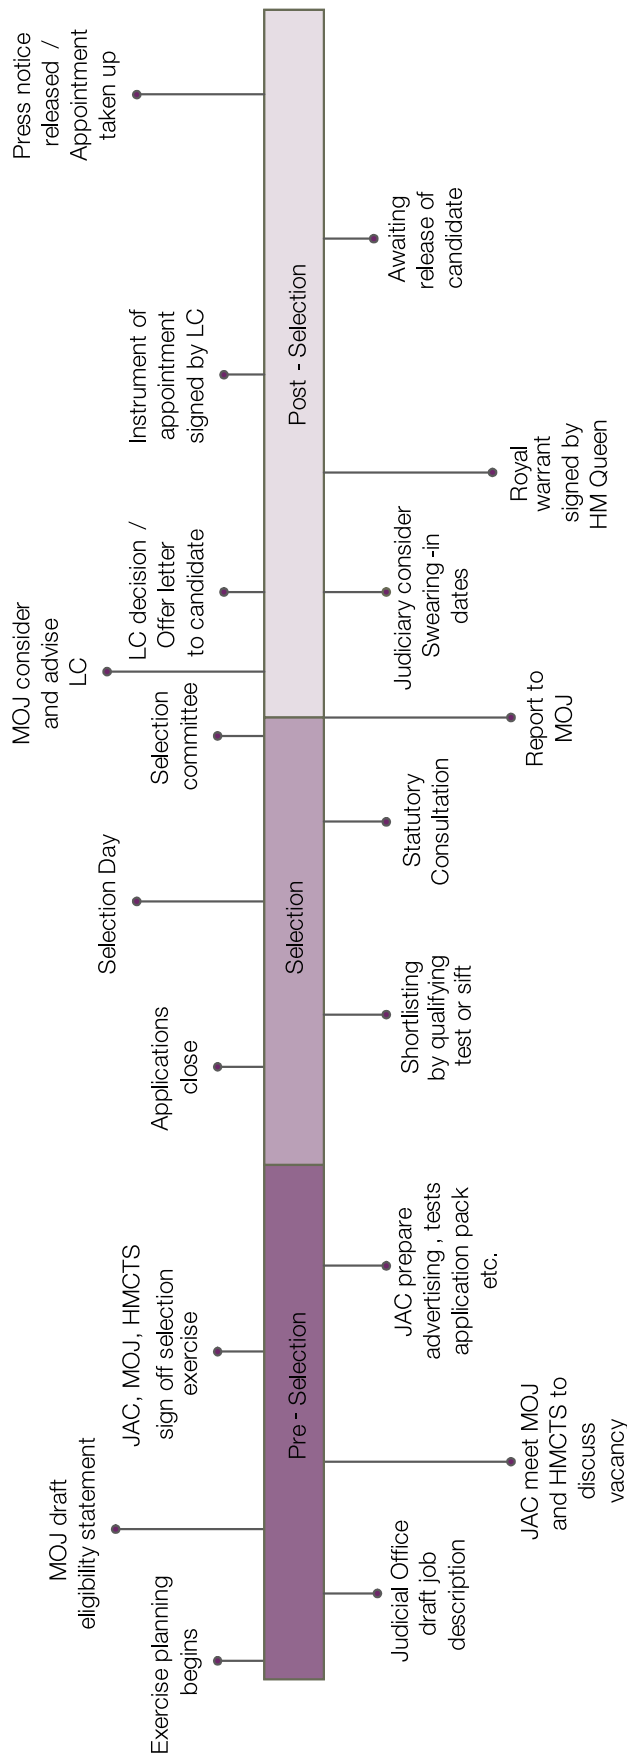 Exercise planning
begins
Judicial Office
draft job
description
MOJ draft
eligibility statement
JAC meet MOJ
and HMCTS to
discuss
vacancy
Pre - Selection
JAC, MOJ, HMCTS
sign off selection
exercise
JAC prepare
advertising , tests
application pack
etc.
Applications
close
Shortlisting
by qualifying
test or sift
Selection
Selection Day
Statutory
Consultation
Selection
committee
Report to
MOJ
MOJ consider
and advise
LC
LC decision /
Offer letter
to candidate
Judiciary consider
Swearing -in
dates
Royal
warrant
signed by
HM Queen
Post - Selection
Instrument of
appointment
signed by LC
Awaiting
release of
candidate
Press notice
released /
Appointment
taken up